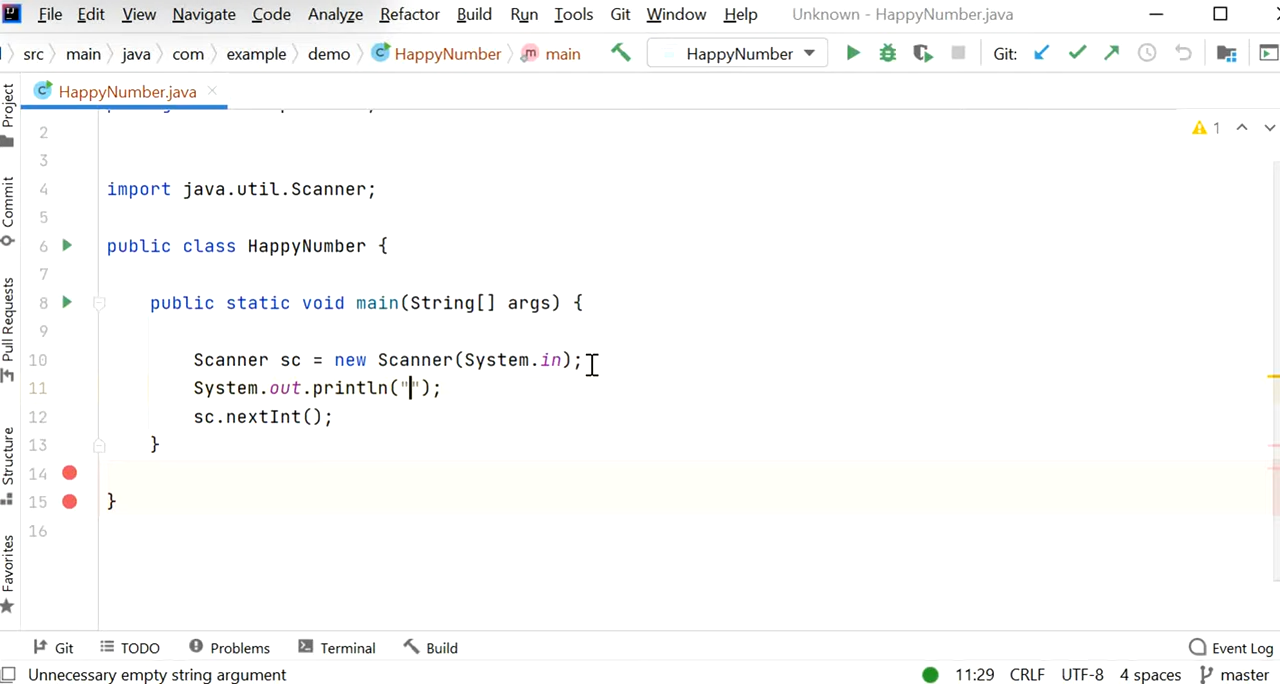 File Edit View Navigate Code Analyze Refactor Build Run Tools Git Window Help Unknown - HappyNumber.java
src main java com example demo HappyNumber main HappyNumber Git:
HappyNumber.java
Project
Commit
Pull Requests
Structure
Favorites
1
2
3
4 import java.util.Scanner;
5
6 public class HappyNumber {
7
8 public static void main(String[] args) {
9
10 Scanner sc = new Scanner(System.in);
11 System.out.println("");
12 sc.nextInt();
13 }
14
15 }
16
Git TODO Problems Terminal Build Event Log
Unnecessary empty string argument 11:29 CRLF UTF-8 4 spaces master